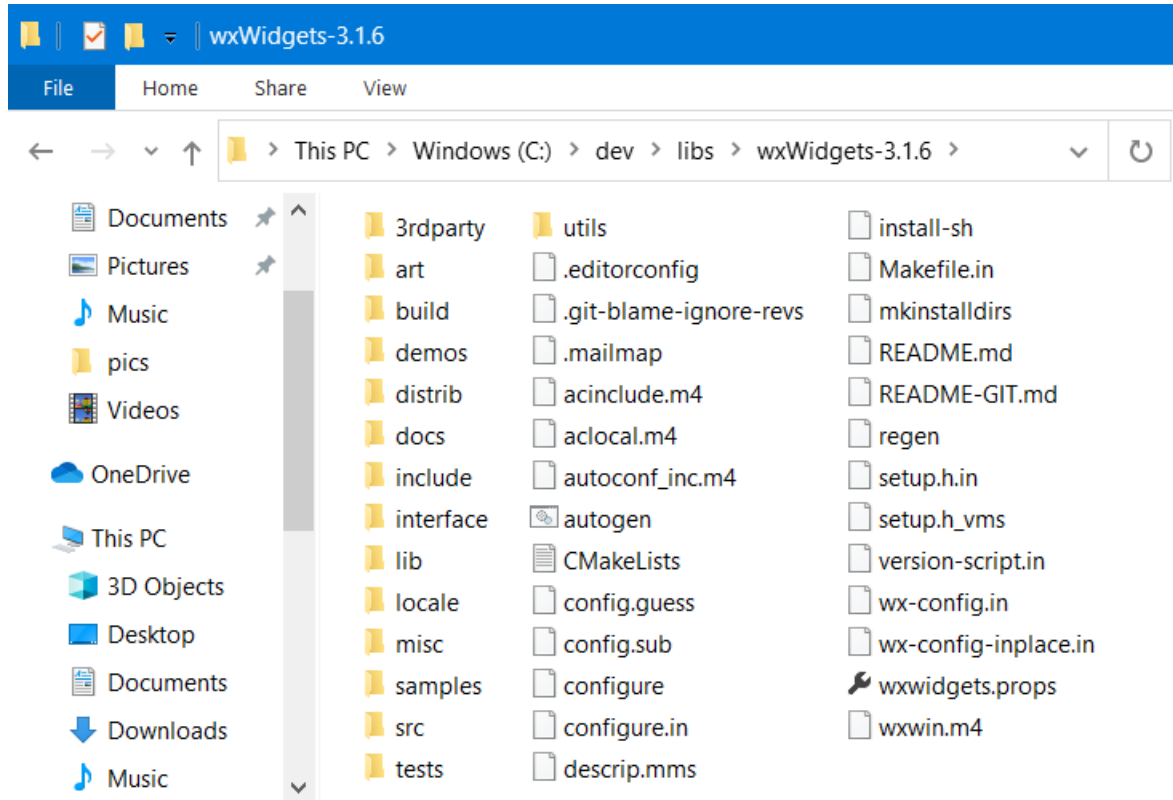 wxWidgets-3.1.6
File Home Share View
This PC Windows (C:) dev libs wxWidgets-3.1.6
Documents
Pictures
Music
pics
Videos
OneDrive
This PC
3D Objects
Desktop
Documents
Downloads
Music
3rdparty
art
build
demos
distrib
docs
include
interface
lib
locale
misc
samples
src
tests
utils
.editorconfig
.git-blame-ignore-revs
.mailmap
acinclude.m4
aclocal.m4
autoconf_inc.m4
autogen
CMakeLists
config.guess
config.sub
configure
configure.in
descrip.mms
install-sh
Makefile.in
mkinstalldirs
README.md
README-GIT.md
regen
setup.h.in
setup.h_vms
version-script.in
wx-config.in
wx-config-inplace.in
wxwidgets.props
wxwin.m4